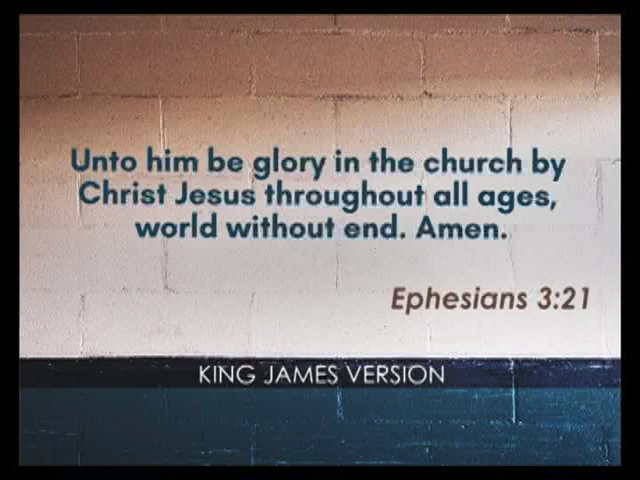 Unto him be glory in the church by
Christ Jesus throughout all ages,
world without end. Amen.
Ephesians 3:21
KING JAMES VERSION